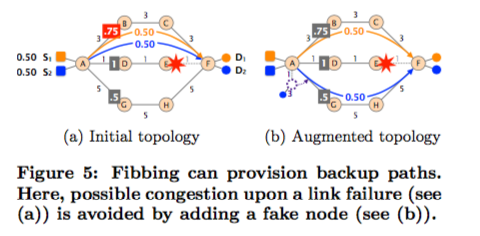 3
B
C
.75
0.50
3
3
0.50
0.50 S₁
0.50 S₂
A
1
1
D
1
E
F
D₁
D₂
5
.5
G
H
5
5
3
B
C
.75
0.50
3
3
A
1
1
D
1
E
F
3
.5
0.50
5
G
H
5
(a) Initial topology
(b) Augmented topology
Figure 5: Fibbing can provision backup paths.
Here, possible congestion upon a link failure (see
(a)) is avoided by adding a fake node (see (b)).